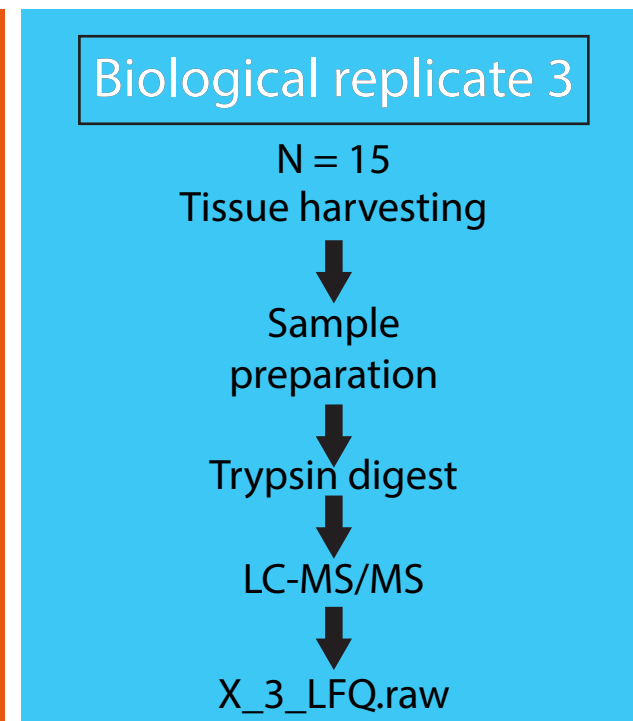 Biological replicate 3
N = 15
Tissue harvesting
Sample
preparation
Trypsin digest
LC-MS/MS
X_3_LFQ.raw